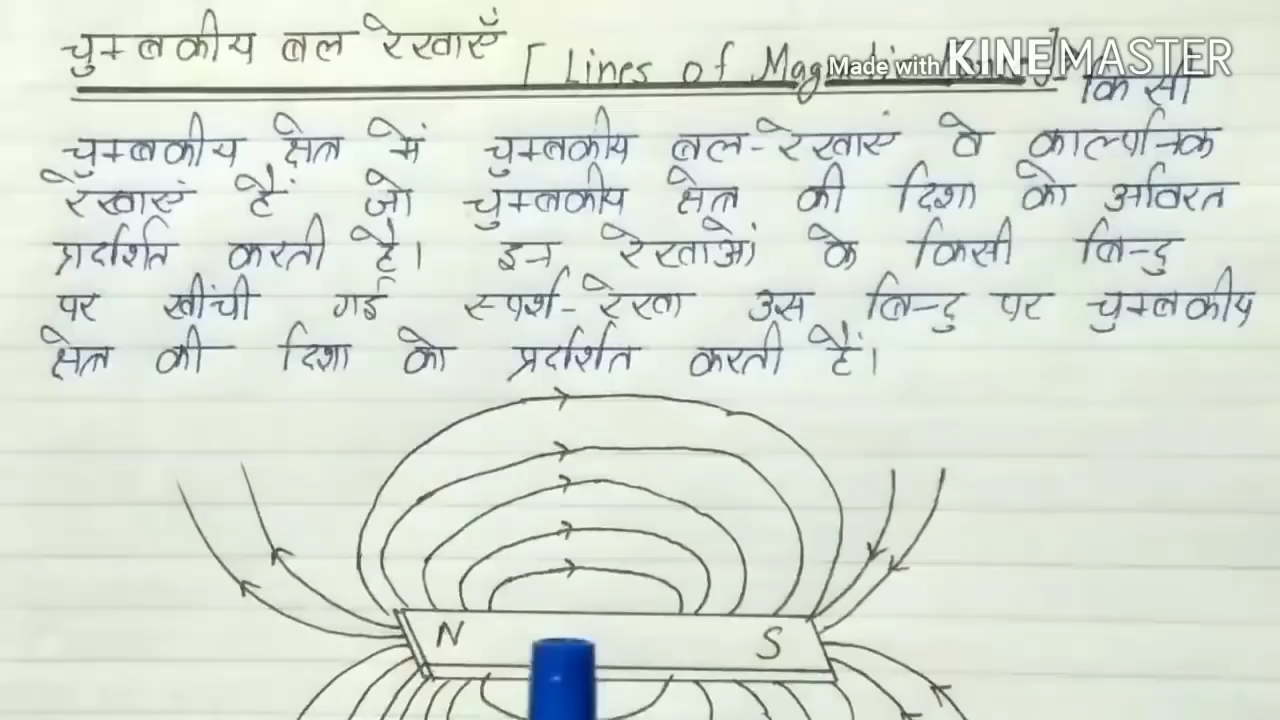 चुम्बकीय बल रेखाएँ [Lines of
Made with KINEMASTER
किसी
चुम्बकीय क्षेत्र में चुम्बकीय बल-रेखाएं वे काल्पनिक
रेखाएं हैं जो चुम्बकीय क्षेत्र की दिशा को अविरत
प्रदर्शित करती है। इन रेखाओं के किसी बिन्दु
पर खींची गई स्पर्श-रेखा उस बिन्दु पर चुम्बकीय
क्षेत्र की दिशा को प्रदर्शित करती हैं।
N S